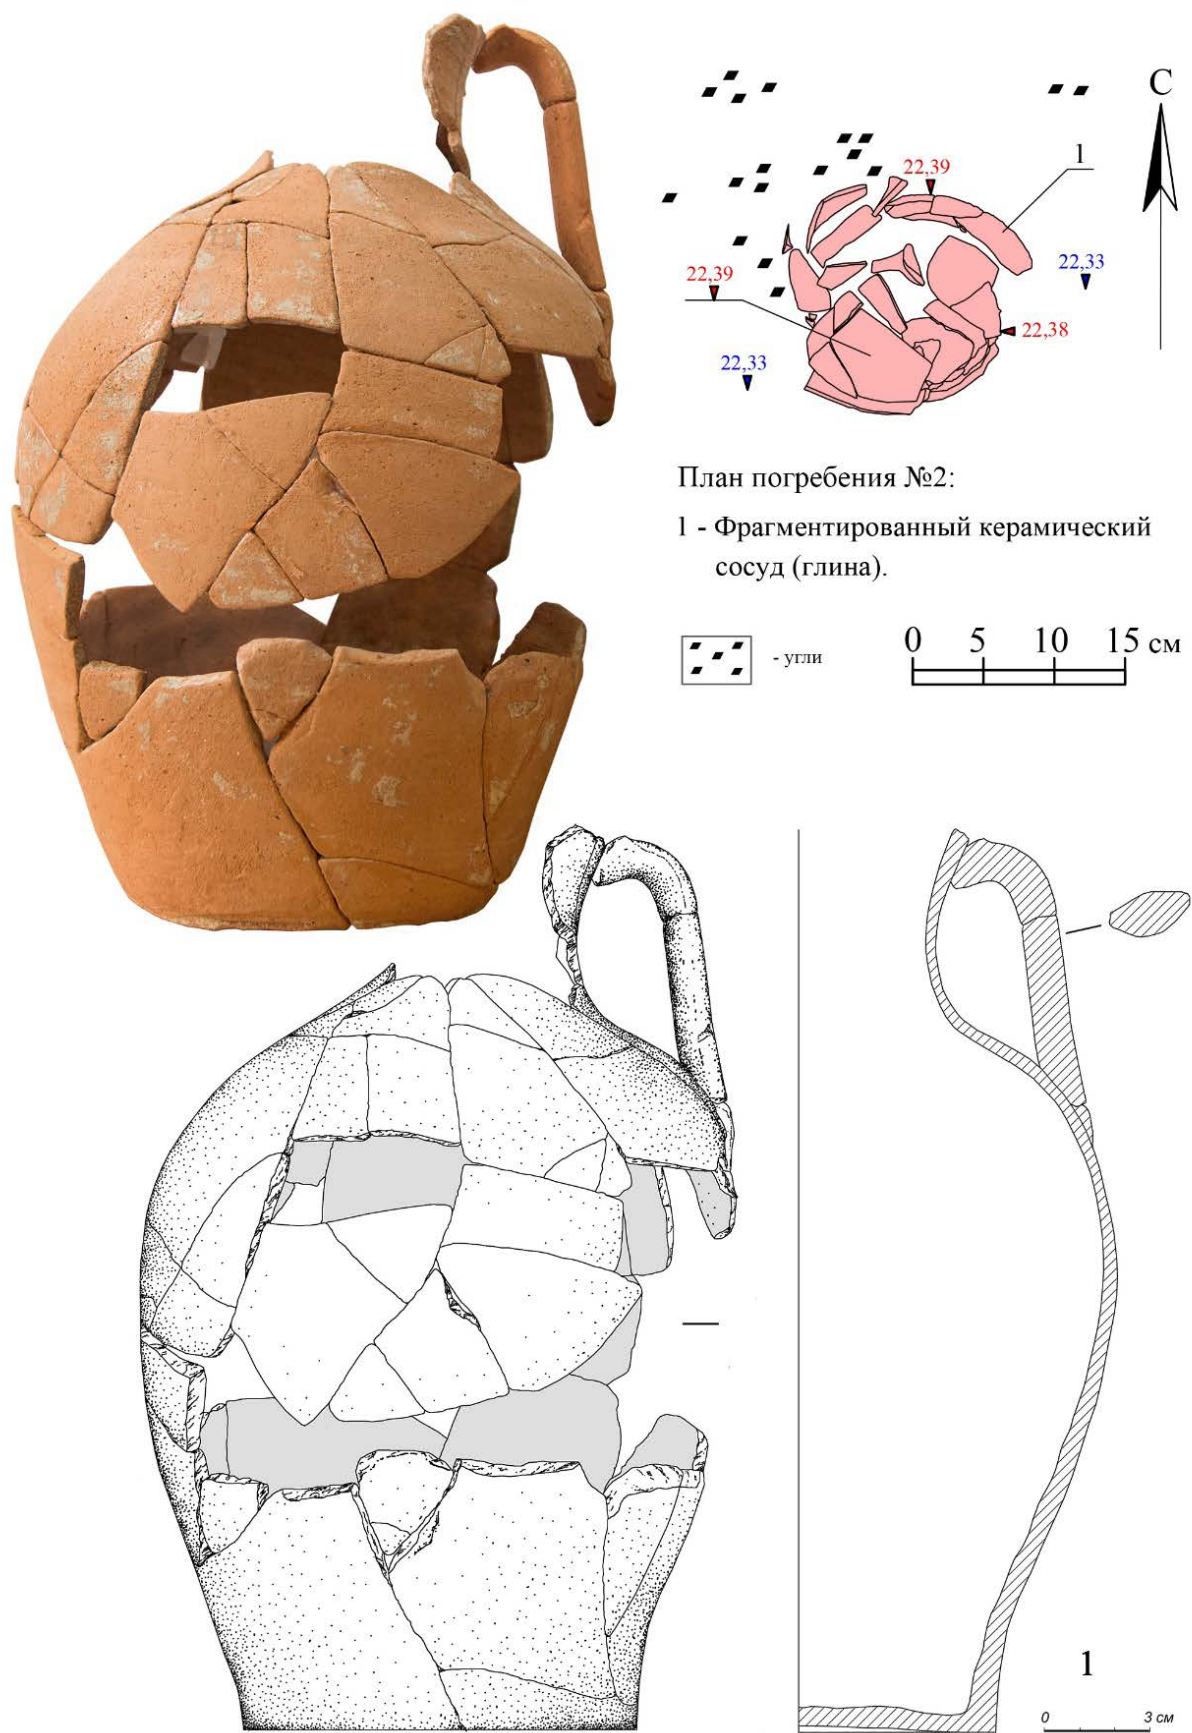 С
22,39
1
22,33
22,39
22,38
22,33
План погребения №2:
1 - Фрагментированный керамический
сосуд (глина).
- угли
0 5 10 15 см
1
0 3 см